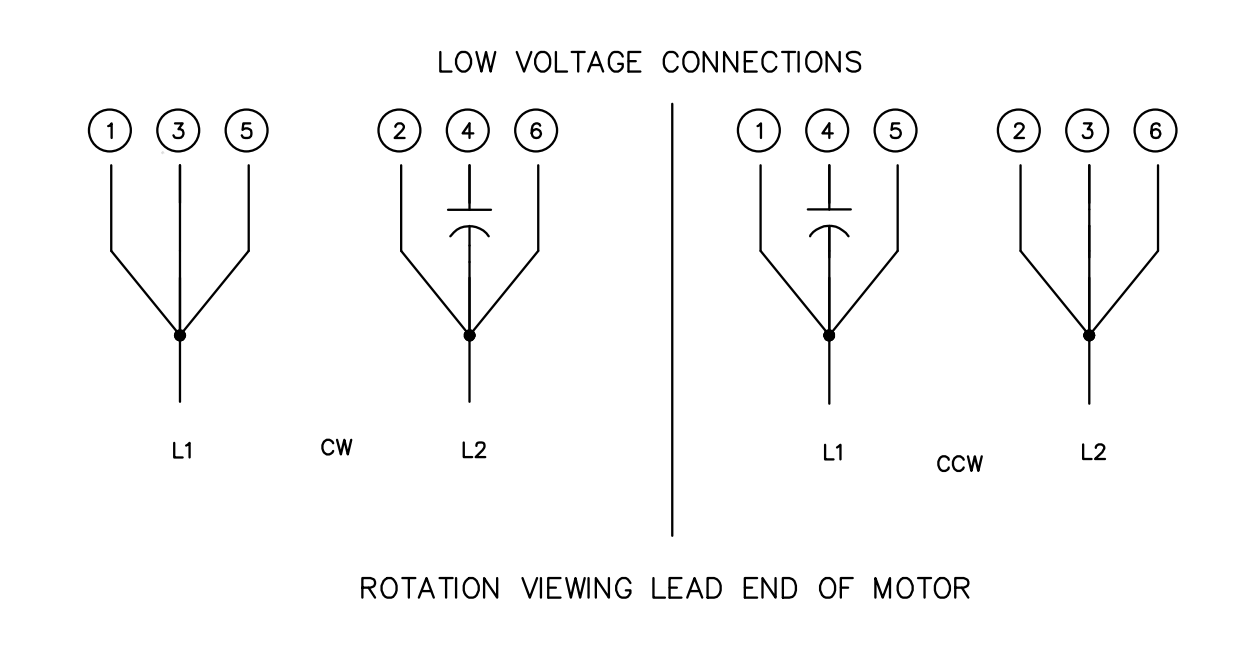 LOW VOLTAGE CONNECTIONS
1 3 5 2 4 6 1 4 5 2 3 6
L1 CW L2 L1 CCW L2
ROTATION VIEWING LEAD END OF MOTOR